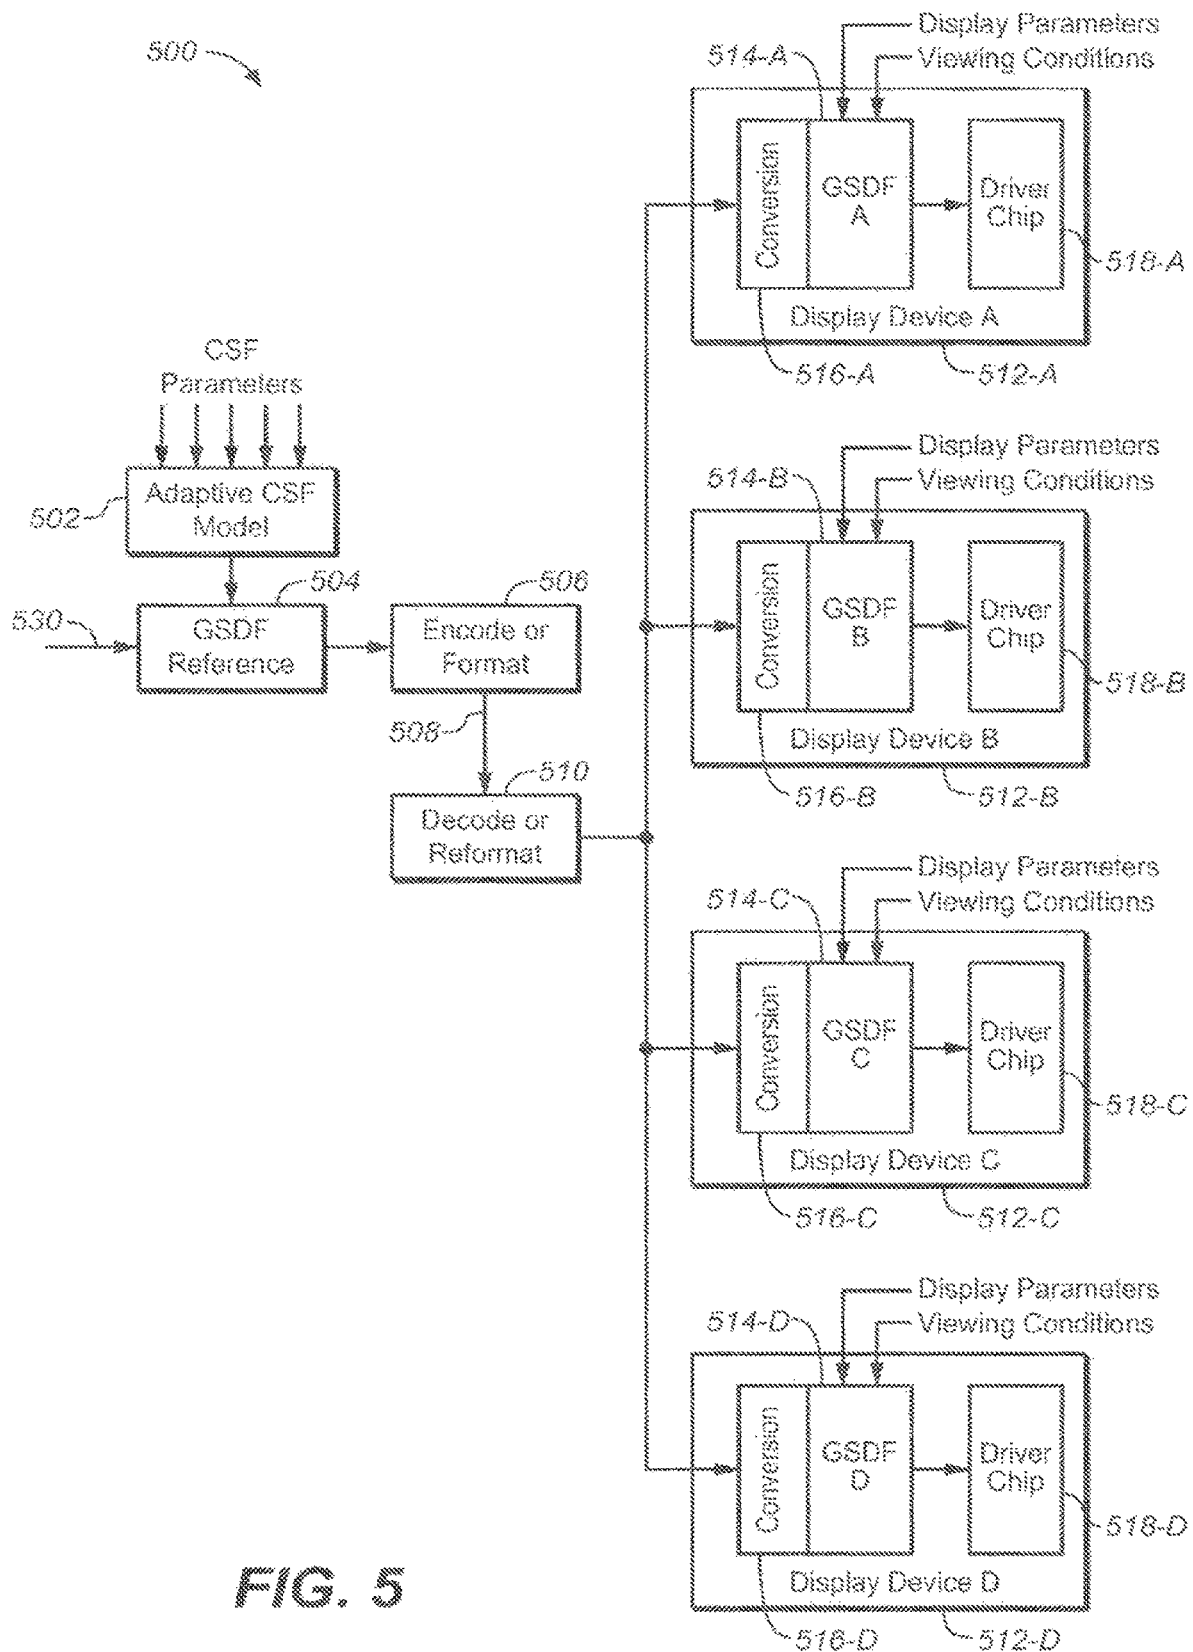 500
Display Parameters
514-A
Viewing Conditions
Conversion
GSDF
A
Driver
Chip
518-A
Display Device A
516-A
512-A
CSF
Parameters
502
Adaptive CSF
Model
504
530
GSDF
Reference
506
Encode or
Format
508
510
Decode or
Reformat
Display Parameters
514-B
Viewing Conditions
Conversion
GSDF
B
Driver
Chip
518-B
Display Device B
516-B
512-B
Display Parameters
514-C
Viewing Conditions
Conversion
GSDF
C
Driver
Chip
518-C
Display Device C
516-C
512-C
Display Parameters
514-D
Viewing Conditions
Conversion
GSDF
D
Driver
Chip
518-D
Display Device D
516-D
512-D
FIG. 5